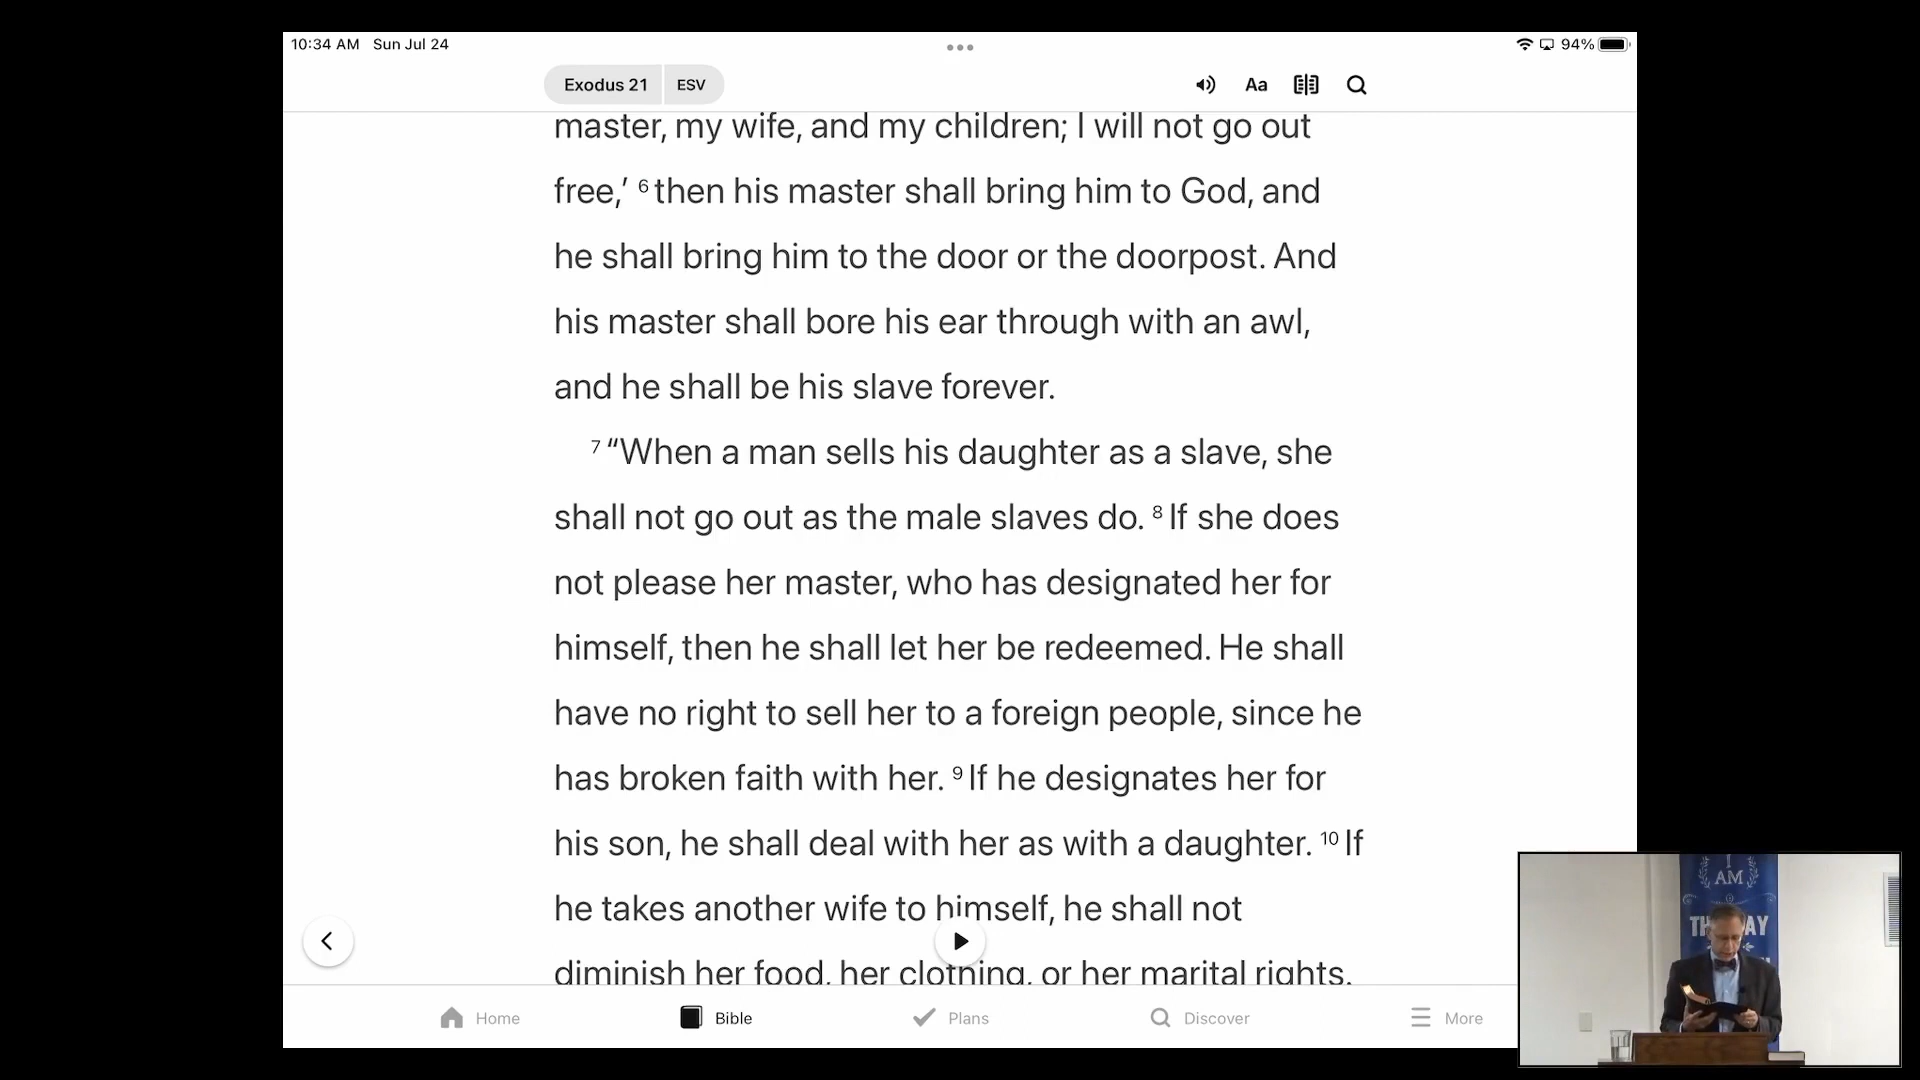 10:34 AM Sun Jul 24
94%
Exodus 21 ESV
Aa
master, my wife, and my children; I will not go out
free,’ 6 then his master shall bring him to God, and
he shall bring him to the door or the doorpost. And
his master shall bore his ear through with an awl,
and he shall be his slave forever.
7 “When a man sells his daughter as a slave, she
shall not go out as the male slaves do. 8 If she does
not please her master, who has designated her for
himself, then he shall let her be redeemed. He shall
have no right to sell her to a foreign people, since he
has broken faith with her. 9 If he designates her for
his son, he shall deal with her as with a daughter. 10 If
he takes another wife to himself, he shall not
diminish her food, her clothing, or her marital rights.
Home Bible Plans Discover More
I
AM